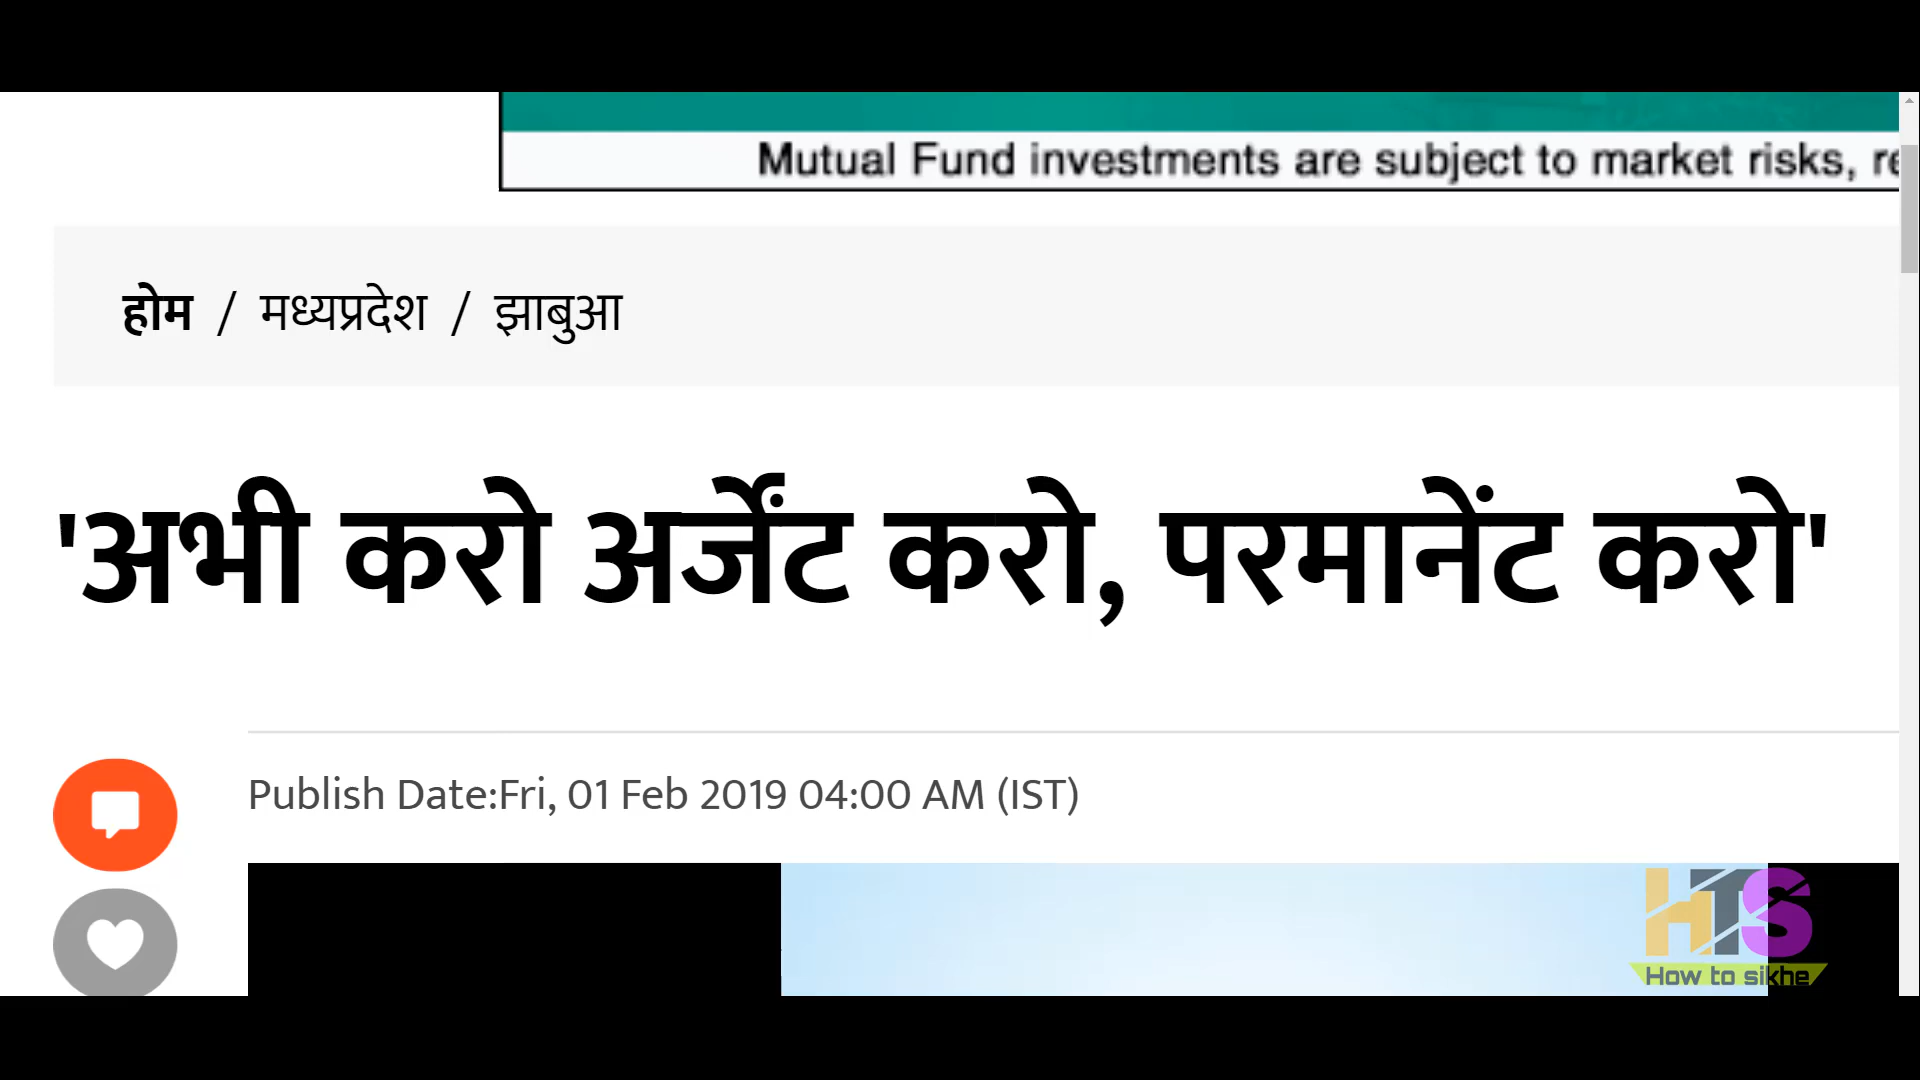 Mutual Fund investments are subject to market risks,
होम / मध्यप्रदेश / झाबुआ
'अभी करो अर्जेंट करो, परमानेंट करो'
Publish Date:Fri, 01 Feb 2019 04:00 AM (IST)
HTS
How to sikhe